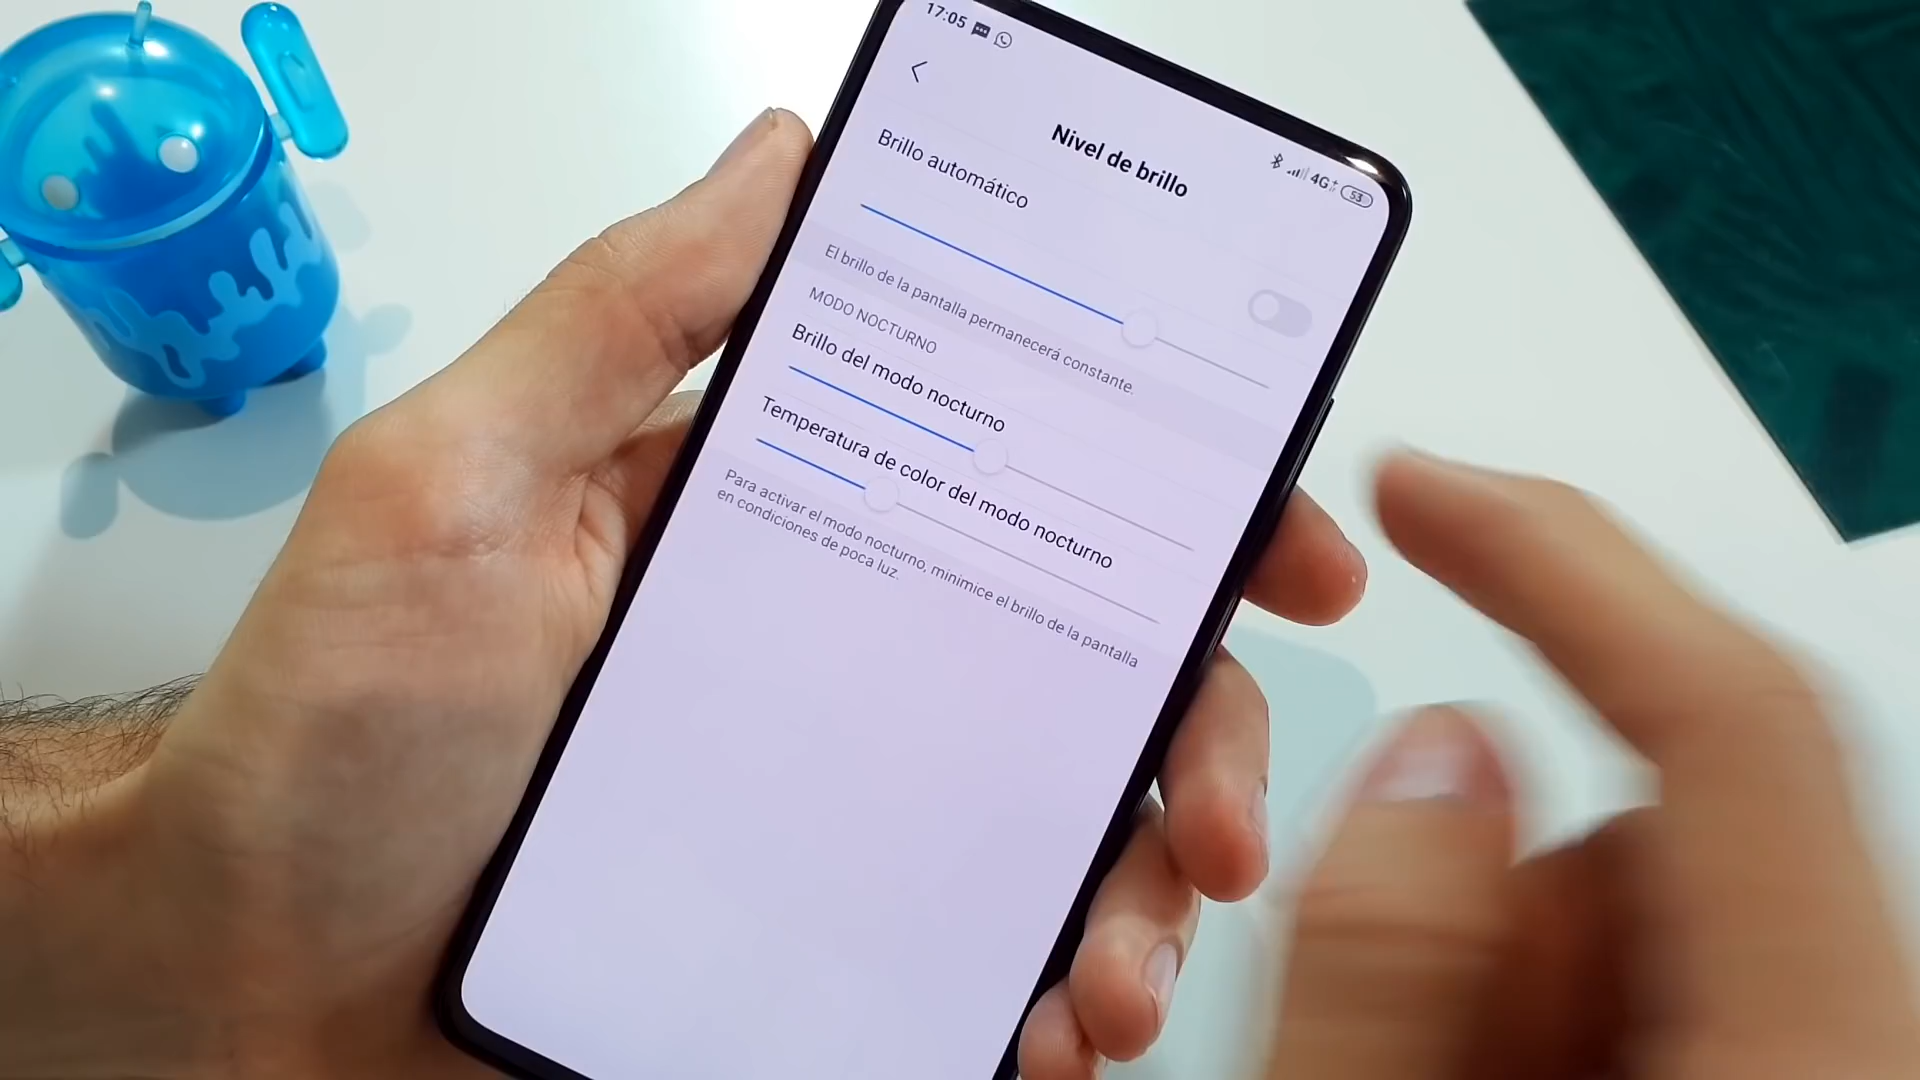 17:05
4G+ 53
Nivel de brillo
Brillo automático
El brillo de la pantalla permanecerá constante.
MODO NOCTURNO
Brillo del modo nocturno
Temperatura de color del modo nocturno
Para activar el modo nocturno, minimice el brillo de la pantalla
en condiciones de poca luz.